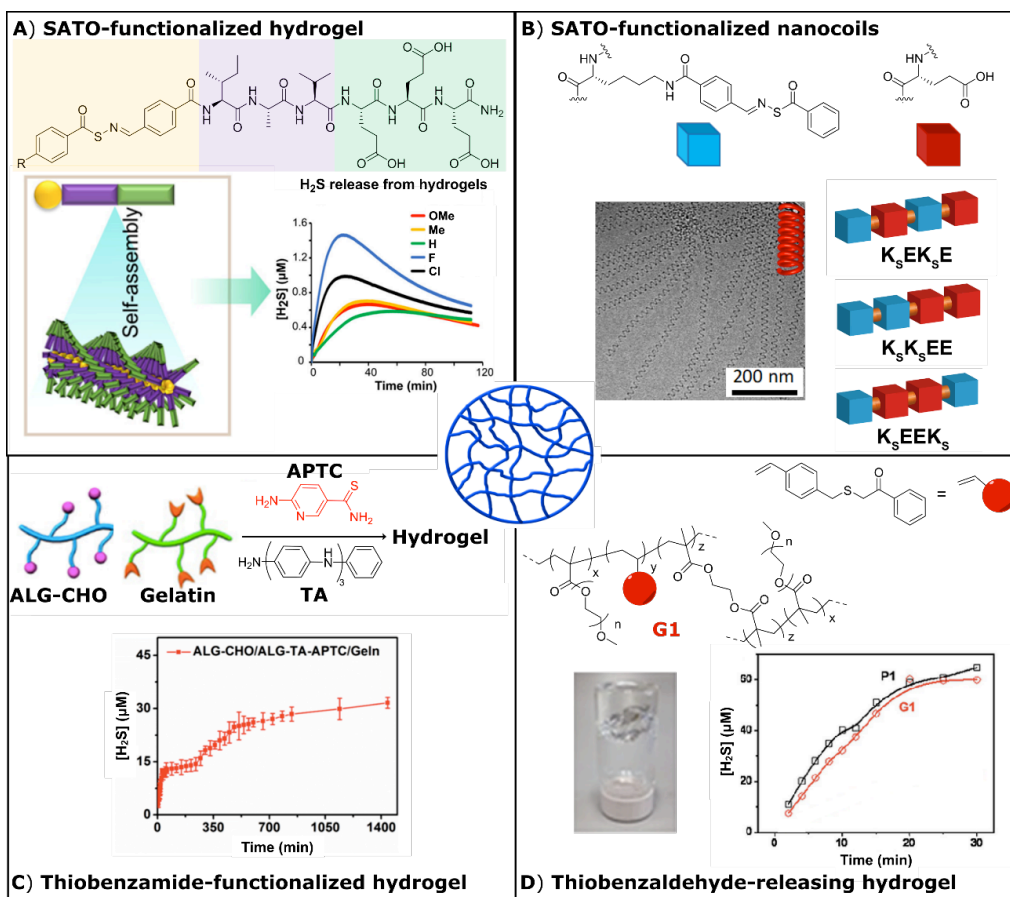 A) SATO-functionalized hydrogel
O
S
N
R
O
N
H
O
H
N
O
N
H
O
H
N
O
N
H
O
H
N
O
NH₂
O
OH
O
OH
O
OH
Self-assembly
H₂S release from hydrogels
[H₂S] (µM)
1.6
1.2
0.8
0.4
0
0
40
80
120
Time (min)
OMe
Me
H
F
Cl
B) SATO-functionalized nanocoils
HN
O
N
H
O
N
S
O
HN
O
O
OH
200 nm
KₛEKₛE
KₛKₛEE
KₛEEKₛ
ALG-CHO
Gelatin
APTC
S
H₂N
N
NH₂
H₂N
H
N
3
TA
Hydrogel
[H₂S] (µM)
45
30
15
0
0
350
700
1050
1400
Time (min)
ALG-CHO/ALG-TA-APTC/Geln
C) Thiobenzamide-functionalized hydrogel
S
O
=
x
y
z
O
O
O
n
O
O
O
O
O
O
O
n
O
z
x
G1
[H₂S] (µM)
60
40
20
0
0
10
20
30
Time (min)
P1
G1
D) Thiobenzaldehyde-releasing hydrogel